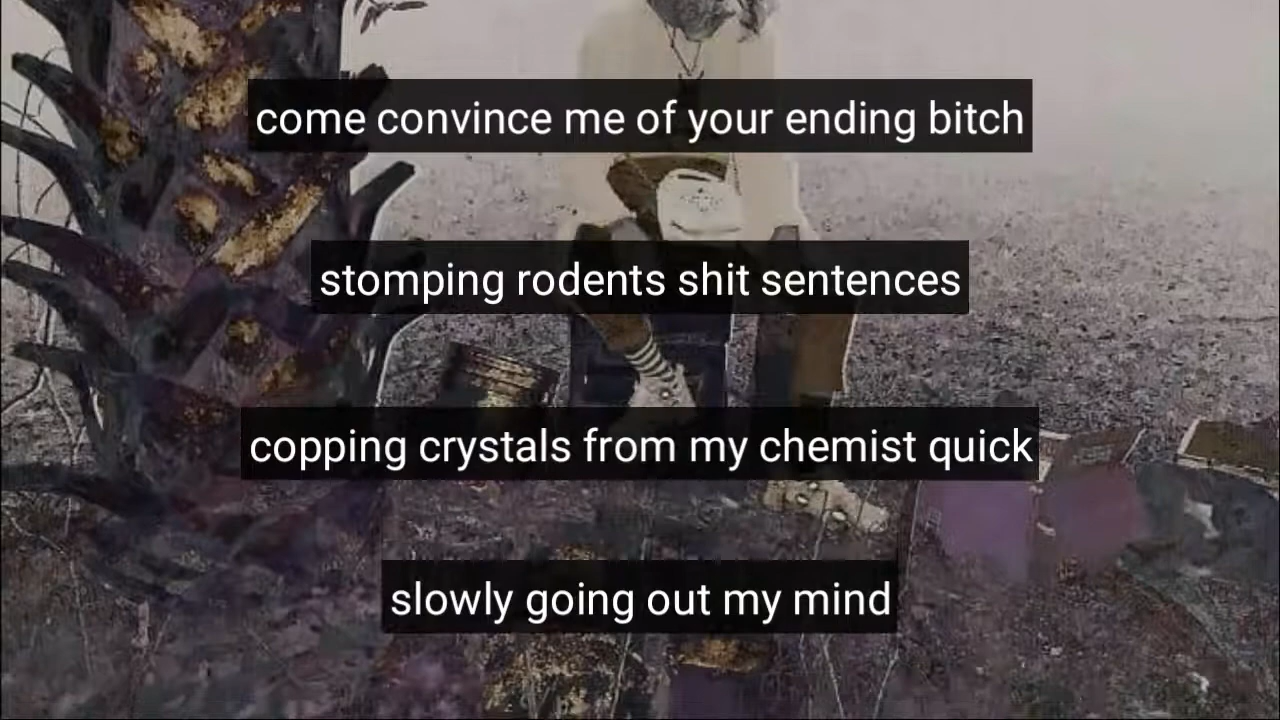 come convince me of your ending bitch
stomping rodents shit sentences
copping crystals from my chemist quick
slowly going out my mind